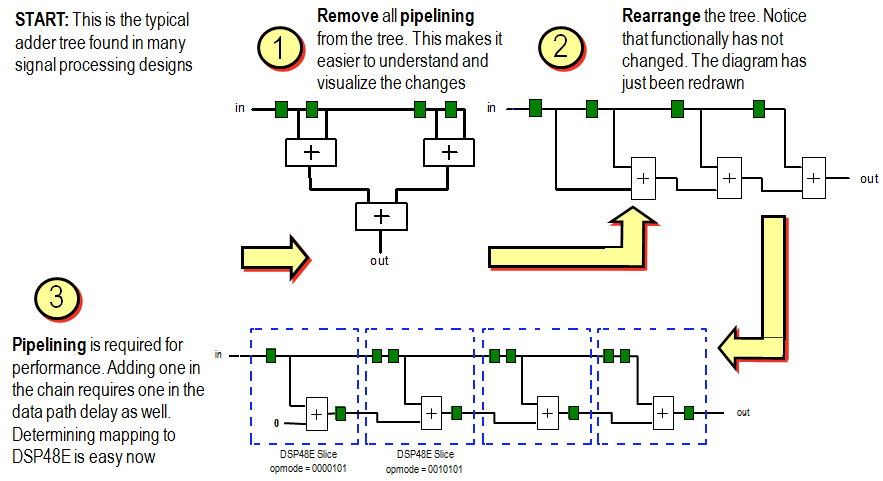 START: This is the typical
adder tree found in many
signal processing designs
1
Remove all pipelining
from the tree. This makes it
easier to understand and
visualize the changes
2
Rearrange the tree. Notice
that functionally has not
changed. The diagram has
just been redrawn
in
+
+
+
out
in
+
+
+
out
3
Pipelining is required for
performance. Adding one in
the chain requires one in the
data path delay as well.
Determining mapping to
DSP48E is easy now
in
0
+
+
+
+
out
DSP48E Slice
opmode = 0000101
DSP48E Slice
opmode = 0010101